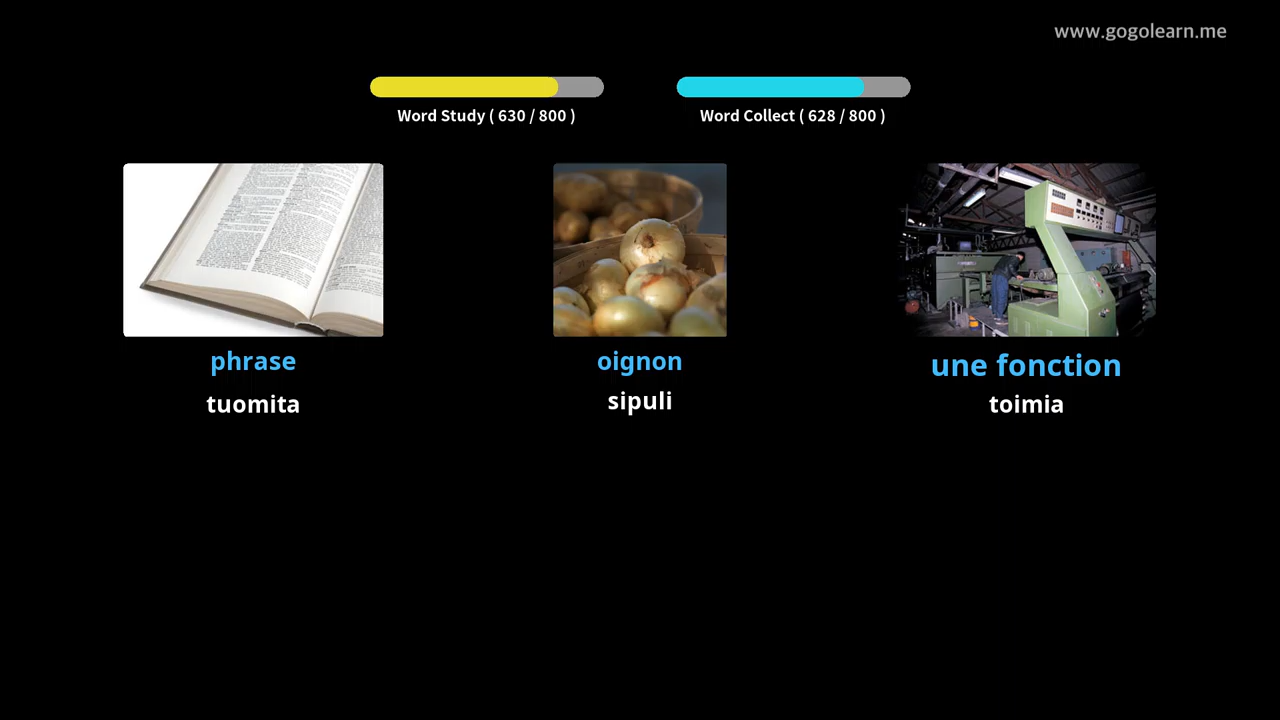 www.gogolearn.me
Word Study ( 630 / 800 )
Word Collect ( 628 / 800 )
phrase
oignon
une fonction
tuomita
sipuli
toimia